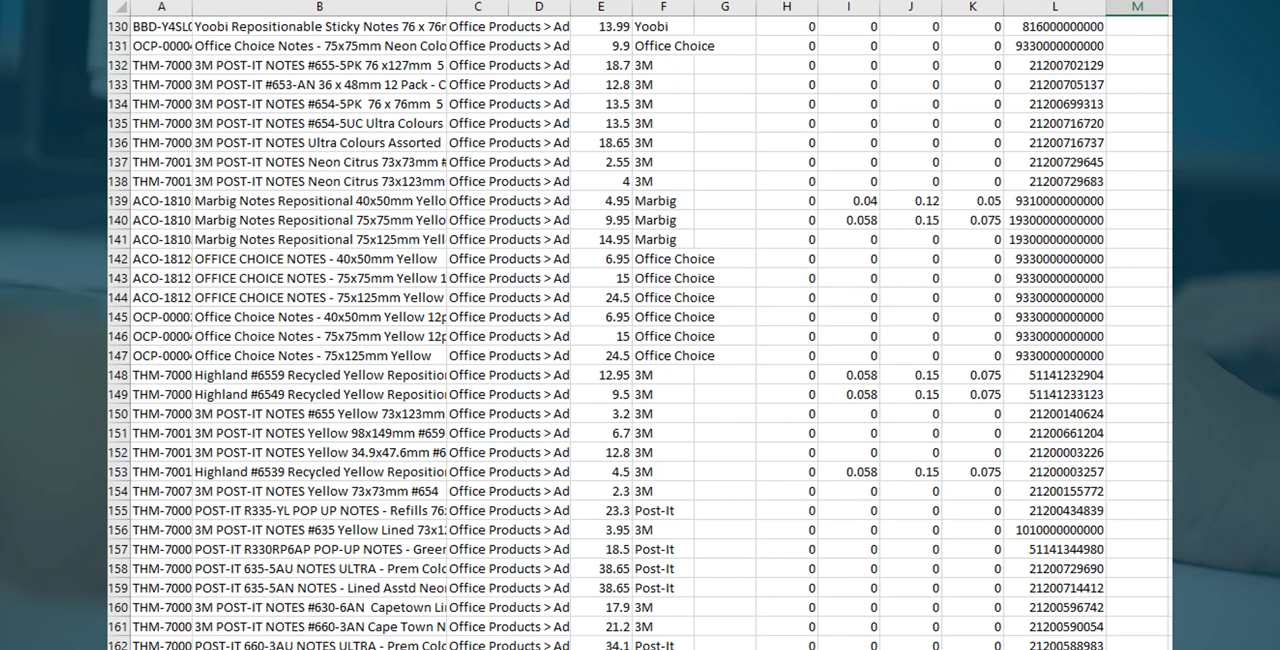 A B C D E F G H I J K L M
130 BBD-Y4SL0 Yoobi Repositionable Sticky Notes 76 x 76m Office Products > Ad 13.99 Yoobi 0 0 0 0 816000000000
131 OCP-0000 Office Choice Notes - 75x75mm Neon Colo Office Products > Ad 9.9 Office Choice 0 0 0 0 9330000000000
132 THM-7000 3M POST-IT NOTES #655-5PK 76 x127mm 5 Office Products > Ad 18.7 3M 0 0 0 0 21200702129
133 THM-7000 3M POST-IT #653-AN 36 x 48mm 12 Pack - C Office Products > Ad 12.8 3M 0 0 0 0 21200705137
134 THM-7000 3M POST-IT NOTES #654-5PK 76 x 76mm 5 Office Products > Ad 13.5 3M 0 0 0 0 21200699313
135 THM-7000 3M POST-IT NOTES #654-5UC Ultra Colours Office Products > Ad 13.5 3M 0 0 0 0 21200716720
136 THM-7000 3M POST-IT NOTES Ultra Colours Assorted Office Products > Ad 18.65 3M 0 0 0 0 21200716737
137 THM-7001 3M POST-IT NOTES Neon Citrus 73x73mm # Office Products > Ad 2.55 3M 0 0 0 0 21200729645
138 THM-7001 3M POST-IT NOTES Neon Citrus 73x123mm Office Products > Ad 4 3M 0 0 0 0 21200729683
139 ACO-1810 Marbig Notes Repositional 40x50mm Yello Office Products > Ad 4.95 Marbig 0 0.04 0.12 0.05 9310000000000
140 ACO-1810 Marbig Notes Repositional 75x75mm Yello Office Products > Ad 9.95 Marbig 0 0.058 0.15 0.075 19300000000000
141 ACO-1810 Marbig Notes Repositional 75x125mm Yell Office Products > Ad 14.95 Marbig 0 0 0 0 19300000000000
142 ACO-1812 OFFICE CHOICE NOTES - 40x50mm Yellow Office Products > Ad 6.95 Office Choice 0 0 0 0 9330000000000
143 ACO-1812 OFFICE CHOICE NOTES - 75x75mm Yellow 1 Office Products > Ad 15 Office Choice 0 0 0 0 9330000000000
144 ACO-1812 OFFICE CHOICE NOTES - 75x125mm Yellow Office Products > Ad 24.5 Office Choice 0 0 0 0 9330000000000
145 OCP-0000 Office Choice Notes - 40x50mm Yellow 12p Office Products > Ad 6.95 Office Choice 0 0 0 0 9330000000000
146 OCP-0000 Office Choice Notes - 75x75mm Yellow 12p Office Products > Ad 15 Office Choice 0 0 0 0 9330000000000
147 OCP-0000 Office Choice Notes - 75x125mm Yellow Office Products > Ad 24.5 Office Choice 0 0 0 0 9330000000000
148 THM-7000 Highland #6559 Recycled Yellow Repositio Office Products > Ad 12.95 3M 0 0.058 0.15 0.075 51141232904
149 THM-7000 Highland #6549 Recycled Yellow Repositio Office Products > Ad 9.5 3M 0 0.058 0.15 0.075 51141233123
150 THM-7000 3M POST-IT NOTES #655 Yellow 73x123mm Office Products > Ad 3.2 3M 0 0 0 0 21200140624
151 THM-7001 3M POST-IT NOTES Yellow 98x149mm #659 Office Products > Ad 6.7 3M 0 0 0 0 21200661204
152 THM-7001 3M POST-IT NOTES Yellow 34.9x47.6mm #6 Office Products > Ad 12.8 3M 0 0 0 0 21200003226
153 THM-7001 Highland #6539 Recycled Yellow Repositio Office Products > Ad 4.5 3M 0 0.058 0.15 0.075 21200003257
154 THM-7007 3M POST-IT NOTES Yellow 73x73mm #654 Office Products > Ad 2.3 3M 0 0 0 0 21200155772
155 THM-7000 POST-IT R335-YL POP UP NOTES - Refills 76 Office Products > Ad 23.3 Post-It 0 0 0 0 21200434839
156 THM-7000 3M POST-IT NOTES #635 Yellow Lined 73x1 Office Products > Ad 3.95 3M 0 0 0 0 1010000000000
157 THM-7000 POST-IT R330RP6AP POP-UP NOTES - Green Office Products > Ad 18.5 Post-It 0 0 0 0 51141344980
158 THM-7000 POST-IT 635-5AU NOTES ULTRA - Prem Colo Office Products > Ad 38.65 Post-It 0 0 0 0 21200729690
159 THM-7000 POST-IT 635-5AN NOTES - Lined Asstd Neo Office Products > Ad 38.65 Post-It 0 0 0 0 21200714412
160 THM-7000 3M POST-IT NOTES #630-6AN Capetown Li Office Products > Ad 17.9 3M 0 0 0 0 21200596742
161 THM-7000 3M POST-IT NOTES #660-3AN Cape Town N Office Products > Ad 21.2 3M 0 0 0 0 21200590054
162 THM-7000 POST-IT 660-3AU NOTES ULTRA - Prem Colo Office Products > Ad 34.1 Post-It 0 0 0 0 21200588983